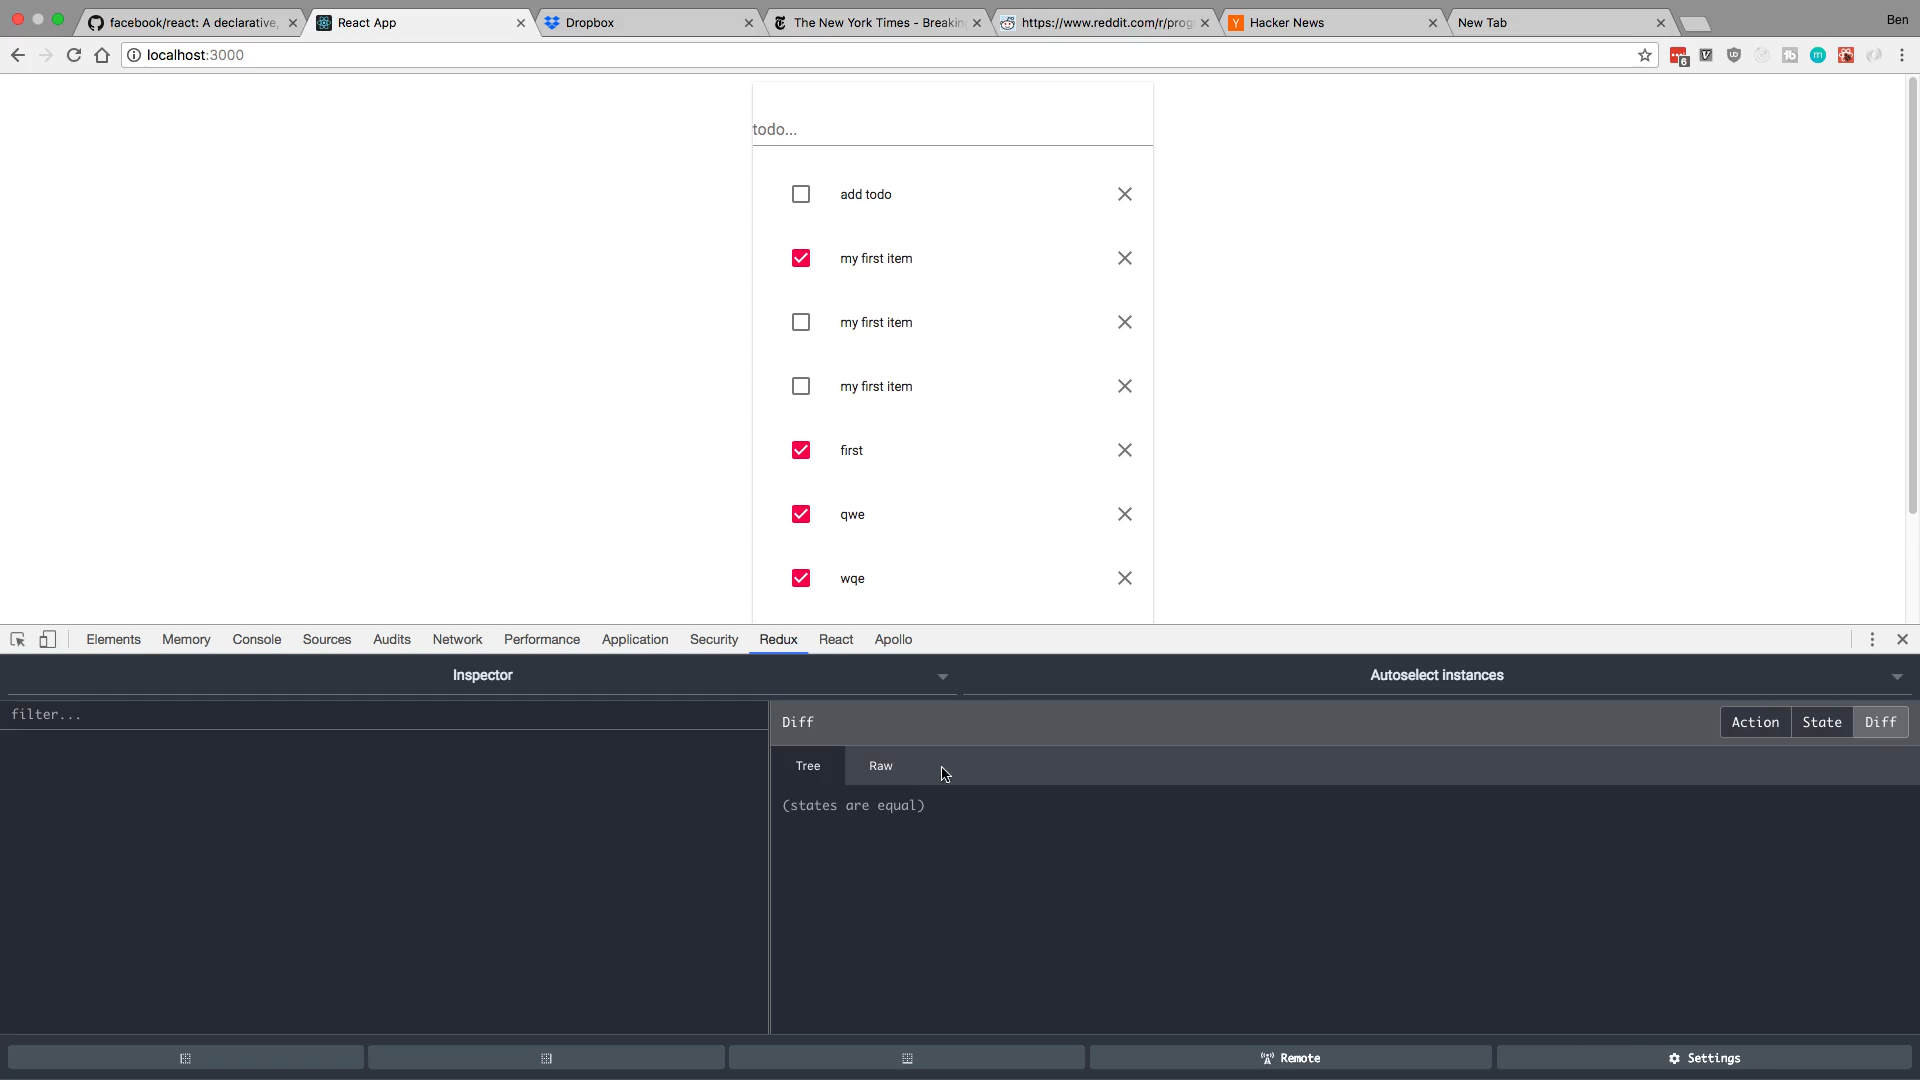 facebook/react: A declarative,
React App
Dropbox
The New York Times - Breakin
https://www.reddit.com/r/prog
Hacker News
New Tab
Ben
localhost:3000
6
todo...
add todo
my first item
my first item
my first item
first
qwe
wqe
Elements
Memory
Console
Sources
Audits
Network
Performance
Application
Security
Redux
React
Apollo
Inspector
Autoselect instances
filter...
Diff
Action
State
Diff
Tree
Raw
(states are equal)
Remote
Settings